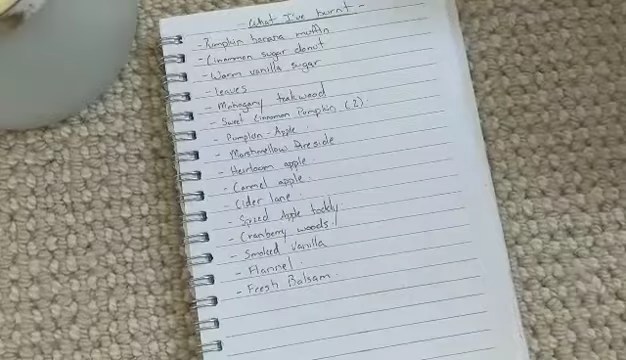 - What I've burnt -
- Pumpkin banana muffin
- Cinnamon sugar donut
- Warm vanilla sugar
- Leaves
- Mahogany teakwood
- Sweet Cinnamon Pumpkin (2)
- Pumpkin Apple
- Marshmellow Fireside
- Heirloom apple
- Carmel apple
- Cider lane
- Spiced Apple toddy
- Cranberry woods
- Smoked Vanilla
- Flannel
- Fresh Balsam